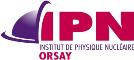 IPN
INSTITUT DE PHYSIQUE NUCLÉAIRE
ORSAY